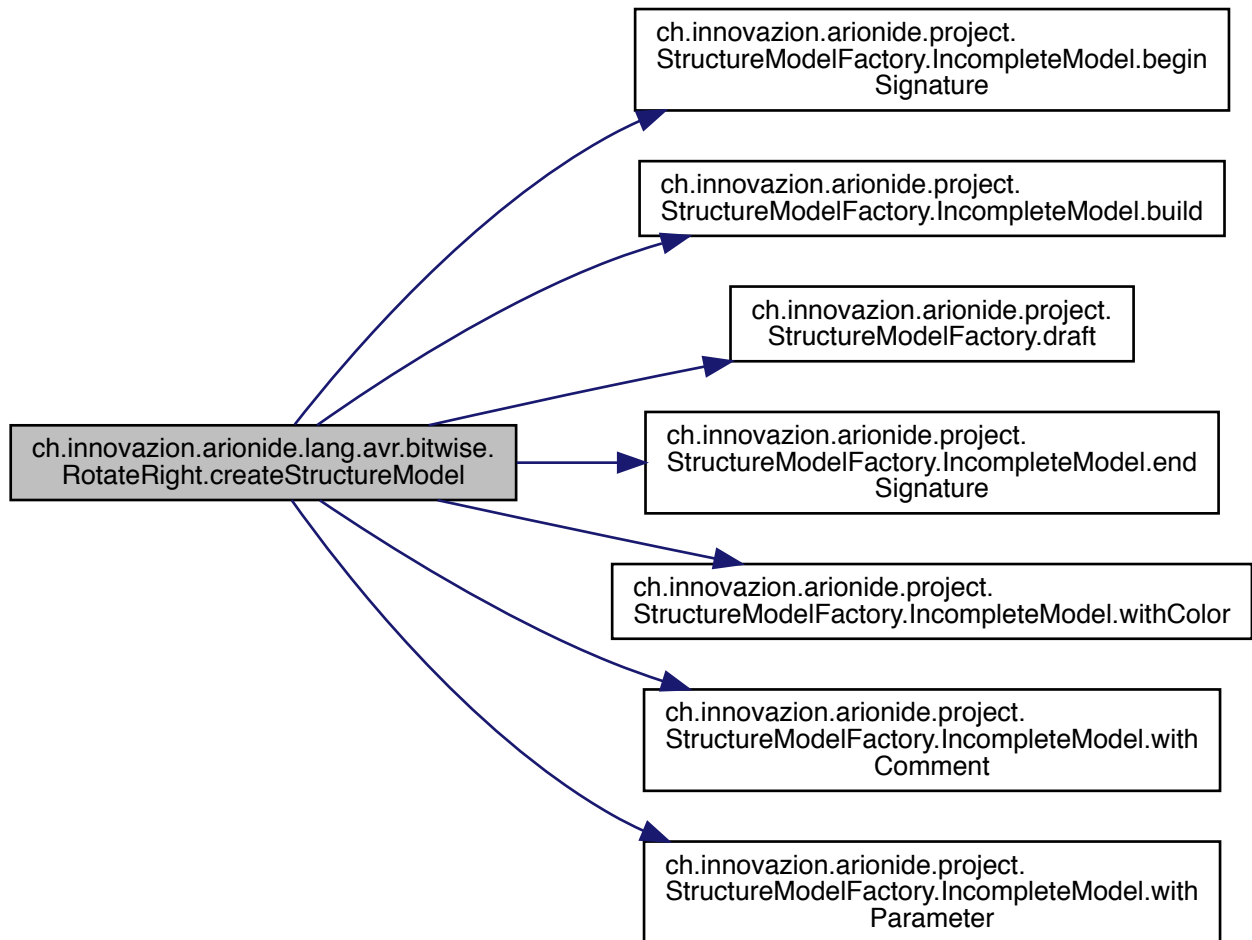 ch.innovazion.arionide.project.
StructureModelFactory.IncompleteModel.begin
Signature
ch.innovazion.arionide.project.
StructureModelFactory.IncompleteModel.build
ch.innovazion.arionide.project.
StructureModelFactory.draft
ch.innovazion.arionide.lang.avr.bitwise.
RotateRight.createStructureModel
ch.innovazion.arionide.project.
StructureModelFactory.IncompleteModel.end
Signature
ch.innovazion.arionide.project.
StructureModelFactory.IncompleteModel.withColor
ch.innovazion.arionide.project.
StructureModelFactory.IncompleteModel.with
Comment
ch.innovazion.arionide.project.
StructureModelFactory.IncompleteModel.with
Parameter